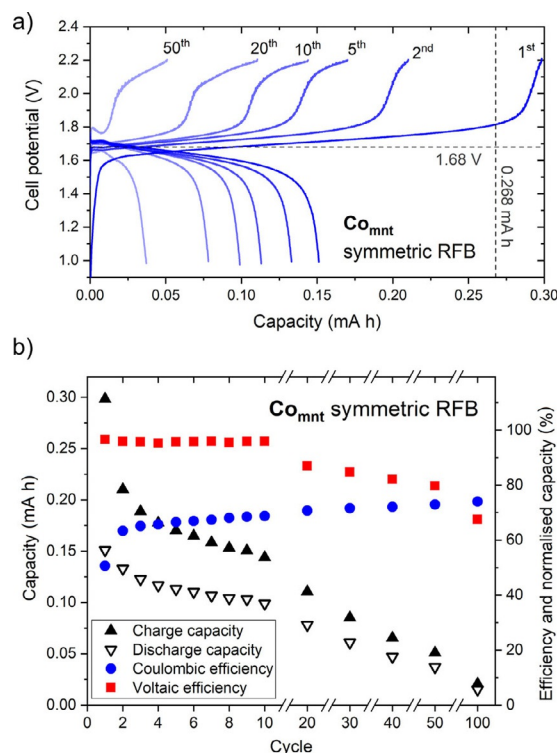 a)
50th 20th 10th 5th 2nd 1st
2.4
2.2
2.0
1.8
1.6
1.4
1.2
1.0
Cell potential (V)
1.68 V
0.268 mA h
Comnt
symmetric RFB
0.00 0.05 0.10 0.15 0.20 0.25 0.30
Capacity (mA h)
b)
Comnt symmetric RFB
0.30
0.25
0.20
0.15
0.10
0.05
0.00
Capacity (mA h)
100
80
60
40
20
0
Efficiency and normalised capacity (%)
Charge capacity
Discharge capacity
Coulombic efficiency
Voltaic efficiency
0 2 4 6 8 10 20 30 40 50 100
Cycle